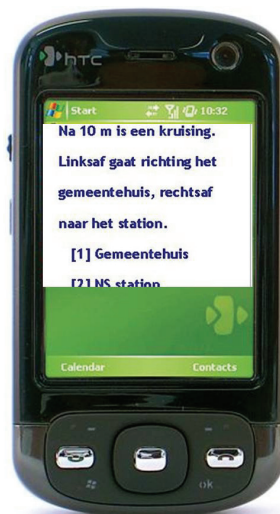 hTC
Start 10:32
Na 10 m is een kruising.
Linksaf gaat richting het
gemeentehuis, rechtsaf
naar het station.
[1] Gemeentehuis
[2] NS station
Calendar Contacts
ok